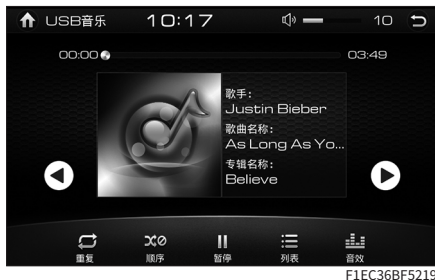 USB音乐 10:17 10
00:00 03:49
歌手:
Justin Bieber
歌曲名称:
As Long As Yo...
专辑名称:
Believe
重复 顺序 暂停 列表 音效
F1EC36BF5219